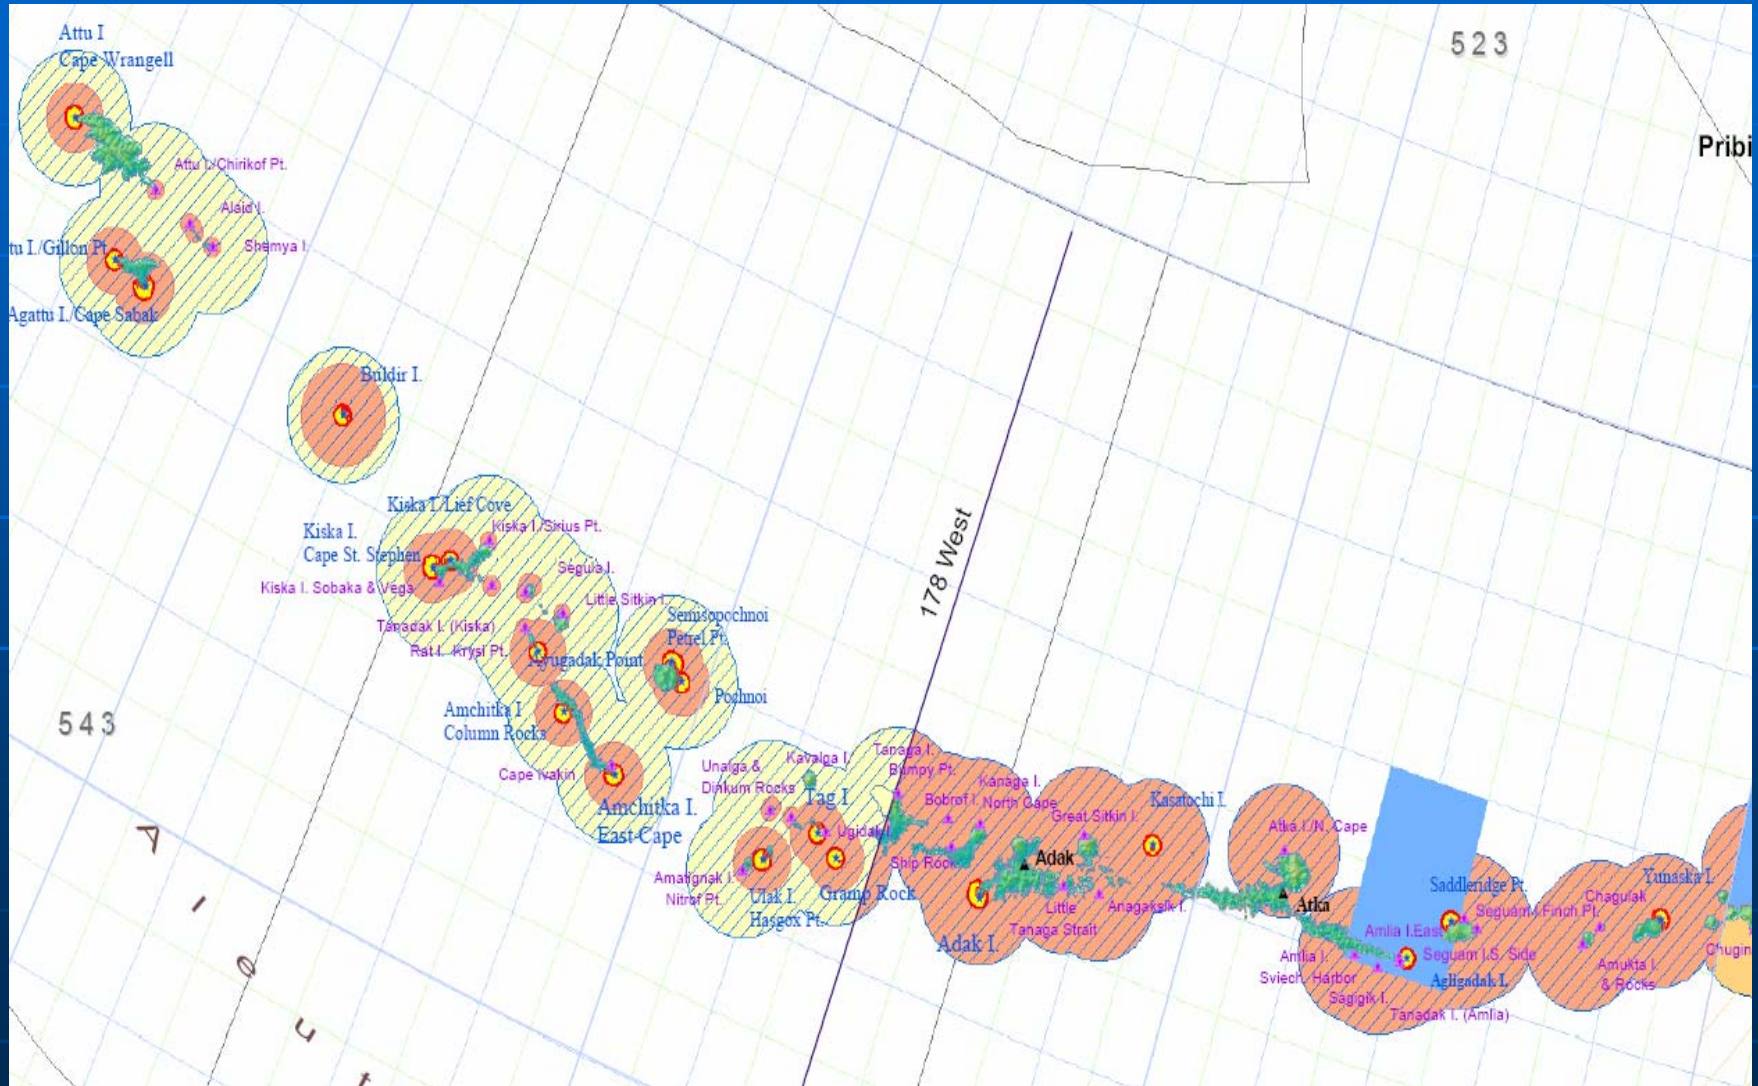 Attu I
Cape Wrangell
523
Pribi
Attu I./Chirikof Pt.
Alaid I.
tu I./Gillon Pt.
Shemya I.
Agattu I./Cape Sabak
Buldir I.
Kiska I./Lief Cove
Kiska I./Sirius Pt.
Kiska I.
Cape St. Stephen
Segula I.
Kiska I. Sobaka & Vega
Little Sitkin I.
178 West
Semisopochnoi
Petrel Pt.
Tanadak I. (Kiska)
Rat I. Krysi Pt.
Ayugadak Point
Pochnoi
Amchitka I
Column Rocks
543
Cape Ivakin
Amchitka I.
East Cape
Unalga &
Dinkum Rocks
Kavalga I.
Tag I
Tanaga I.
Bumpy Pt.
Kanaga I.
North Cape
Bobrof I.
Great Sitkin I.
Kasatochi I.
Ugidak I.
Ship Rock
Adak
Atka I./N. Cape
Amatignak I.
Nitrof Pt.
Ulak I.
Hasgox Pt.
Gramp Rock
Little
Tanaga Strait
Anagaksik I.
Adak I.
Atka
Saddleridge Pt.
Seguam I./Finch Pt.
Chagulak
Yunaska I.
Amlia I.East
Seguam I.S. Side
Amlia I.
Sviech. Harbor
Agligadak I.
Sagigik I.
Tanadak I. (Amlia)
Amukta I.
& Rocks
Chugin
A l e u t